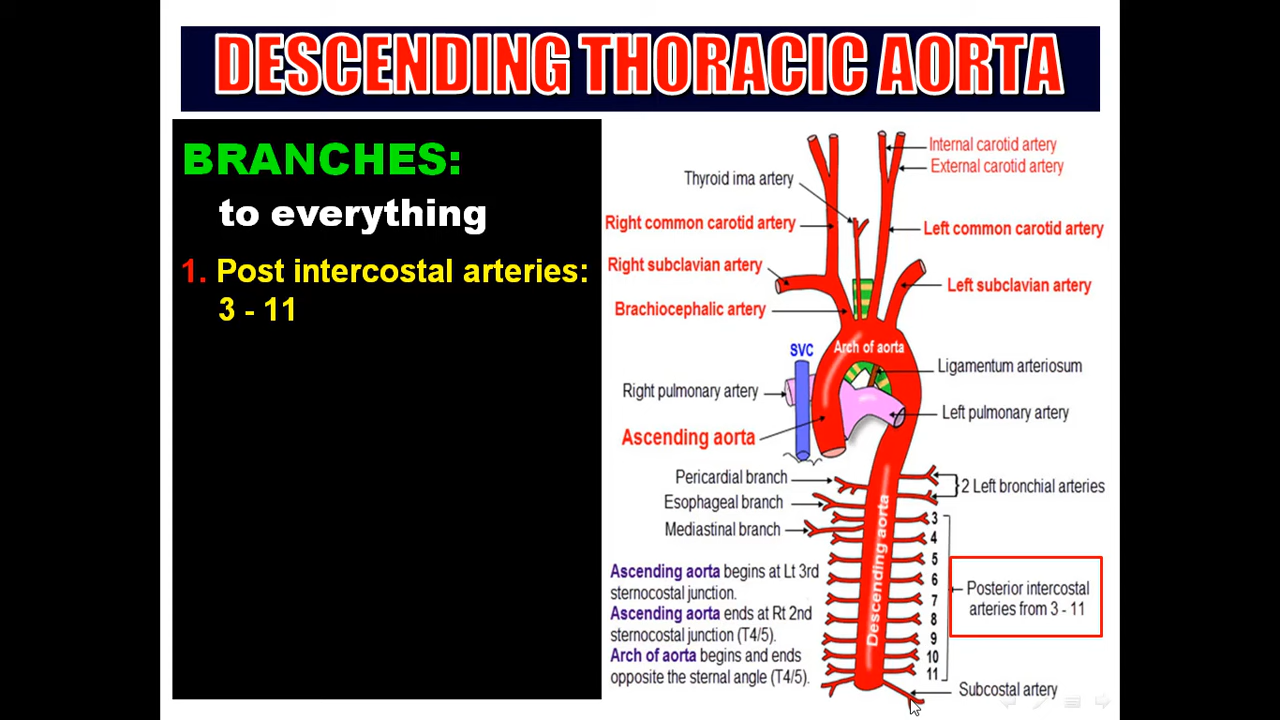 DESCENDING THORACIC AORTA
BRANCHES:
to everything
1. Post intercostal arteries:
3 - 11
Internal carotid artery
External carotid artery
Thyroid ima artery
Right common carotid artery
Left common carotid artery
Right subclavian artery
Left subclavian artery
Brachiocephalic artery
SVC
Arch of aorta
Ligamentum arteriosum
Right pulmonary artery
Left pulmonary artery
Ascending aorta
Pericardial branch
2 Left bronchial arteries
Esophageal branch
Mediastinal branch
Descending aorta
3
4
5
6
7
8
9
10
11
Posterior intercostal
arteries from 3 - 11
Ascending aorta begins at Lt 3rd
sternocostal junction.
Ascending aorta ends at Rt 2nd
sternocostal junction (T4/5).
Arch of aorta begins and ends
opposite the sternal angle (T4/5).
Subcostal artery